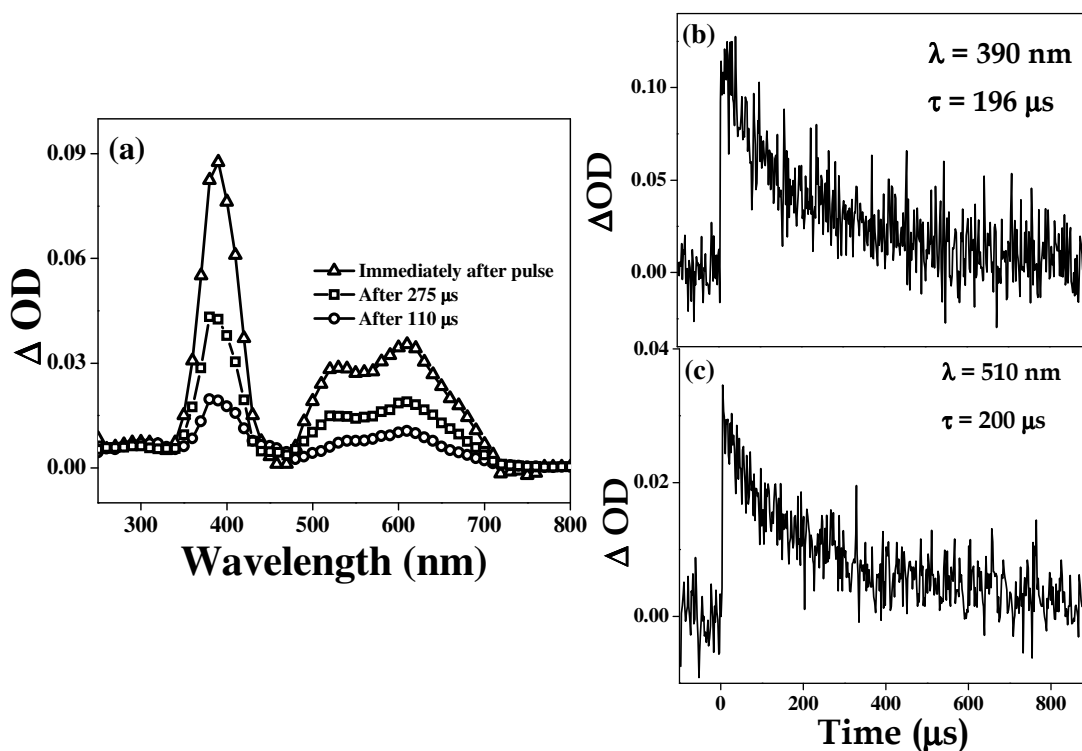 (a)
0.09
0.06
0.03
0.00
Δ OD
Immediately after pulse
After 275 μs
After 110 μs
300 400 500 600 700 800
Wavelength (nm)
(b)
λ = 390 nm
τ = 196 μs
0.10
0.05
0.00
ΔOD
(c)
λ = 510 nm
τ = 200 μs
0.04
0.02
0.00
Δ OD
0 200 400 600 800
Time (μs)